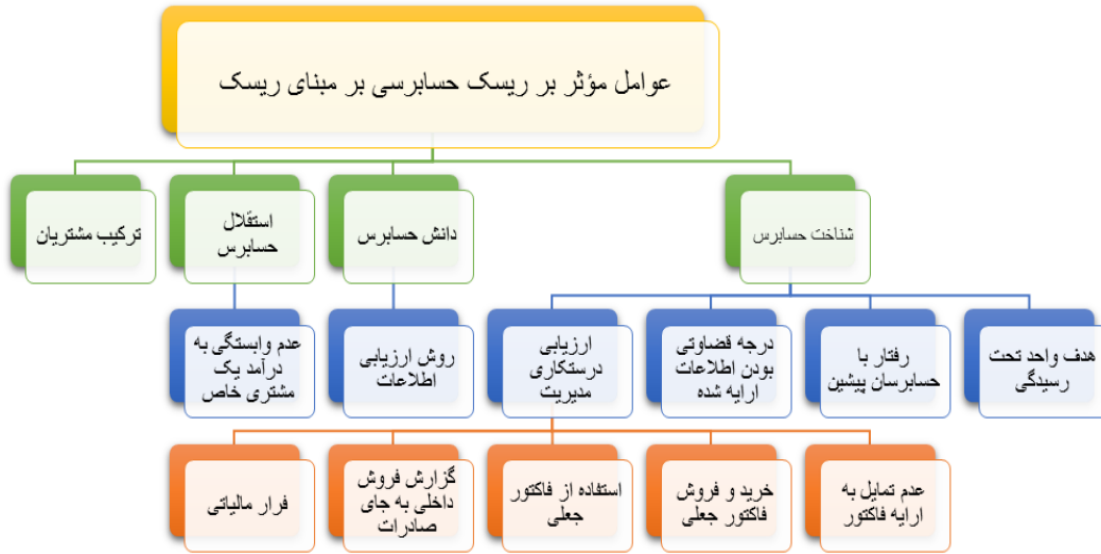 عوامل مؤثر بر ریسک حسابرسی بر مبنای ریسک
شناخت حسابرس
دانش حسابرس
استقلال
حسابرس
ترکیب مشتریان
هدف واحد تحت
رسیدگی
رفتار با
حسابرسان پیشین
درجه قضاوتی
بودن اطلاعات
ارایه شده
ارزیابی
درستکاری
مدیریت
روش ارزیابی
اطلاعات
عدم وابستگی به
درآمد یک
مشتری خاص
عدم تمایل به
ارایه فاکتور
خرید و فروش
فاکتور جعلی
استفاده از فاکتور
جعلی
گزارش فروش
داخلی به جای
صادرات
فرار مالیاتی